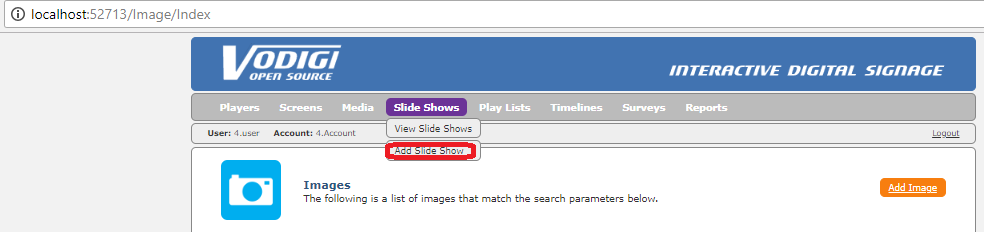 localhost:52713/Image/Index
VODIGI
OPEN SOURCE
INTERACTIVE DIGITAL SIGNAGE
Players Screens Media Slide Shows Play Lists Timelines Surveys Reports
View Slide Shows
User: 4.user Account: 4.Account Logout
Add Slide Show
Images
The following is a list of images that match the search parameters below.
Add Image